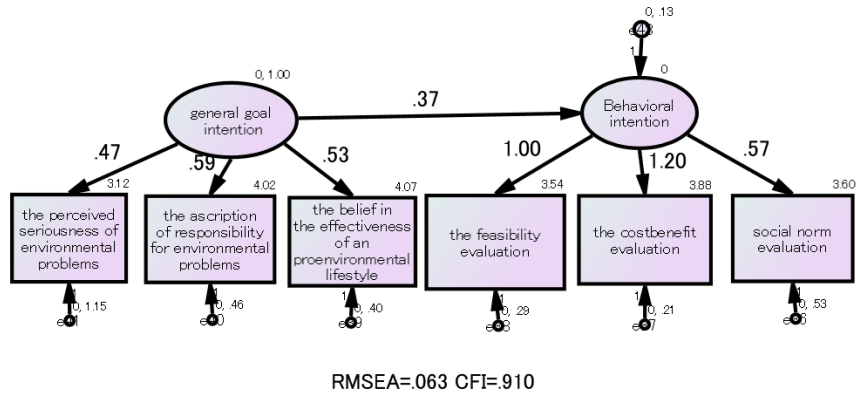 0, .13
1
0
0, 1.00
general goal
intention
.37
Behavioral
intention
.47
.59
.53
1.00
1.20
.57
3.12
the perceived
seriousness of
environmental
problems
4.02
the ascription
of responsibility
for environmental
problems
4.07
the belief in
the effectiveness
of an
proenvironmental
lifestyle
3.54
the feasibility
evaluation
3.88
the costbenefit
evaluation
3.60
social norm
evaluation
1
0, 1.15
1
0, .46
1
0, .40
1
0, .29
1
0, .21
1
0, .53
RMSEA=.063 CFI=.910